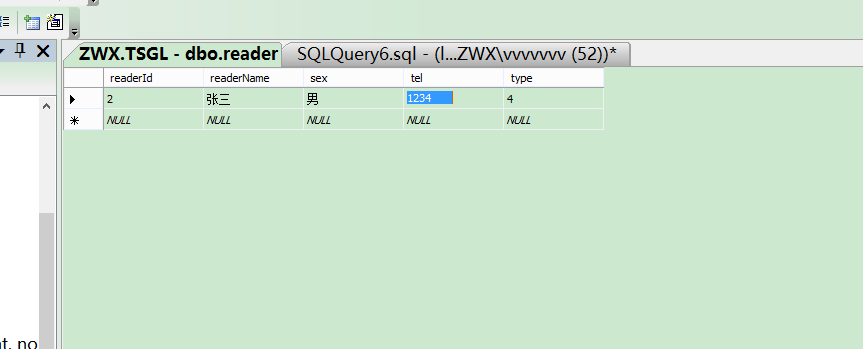 ZWX.TSGL - dbo.reader SQLQuery6.sql - (l...ZWX\vvvvvvv (52))*
readerId readerName sex tel type
2 张三 男 1234 4
NULL NULL NULL NULL NULL
nt, no